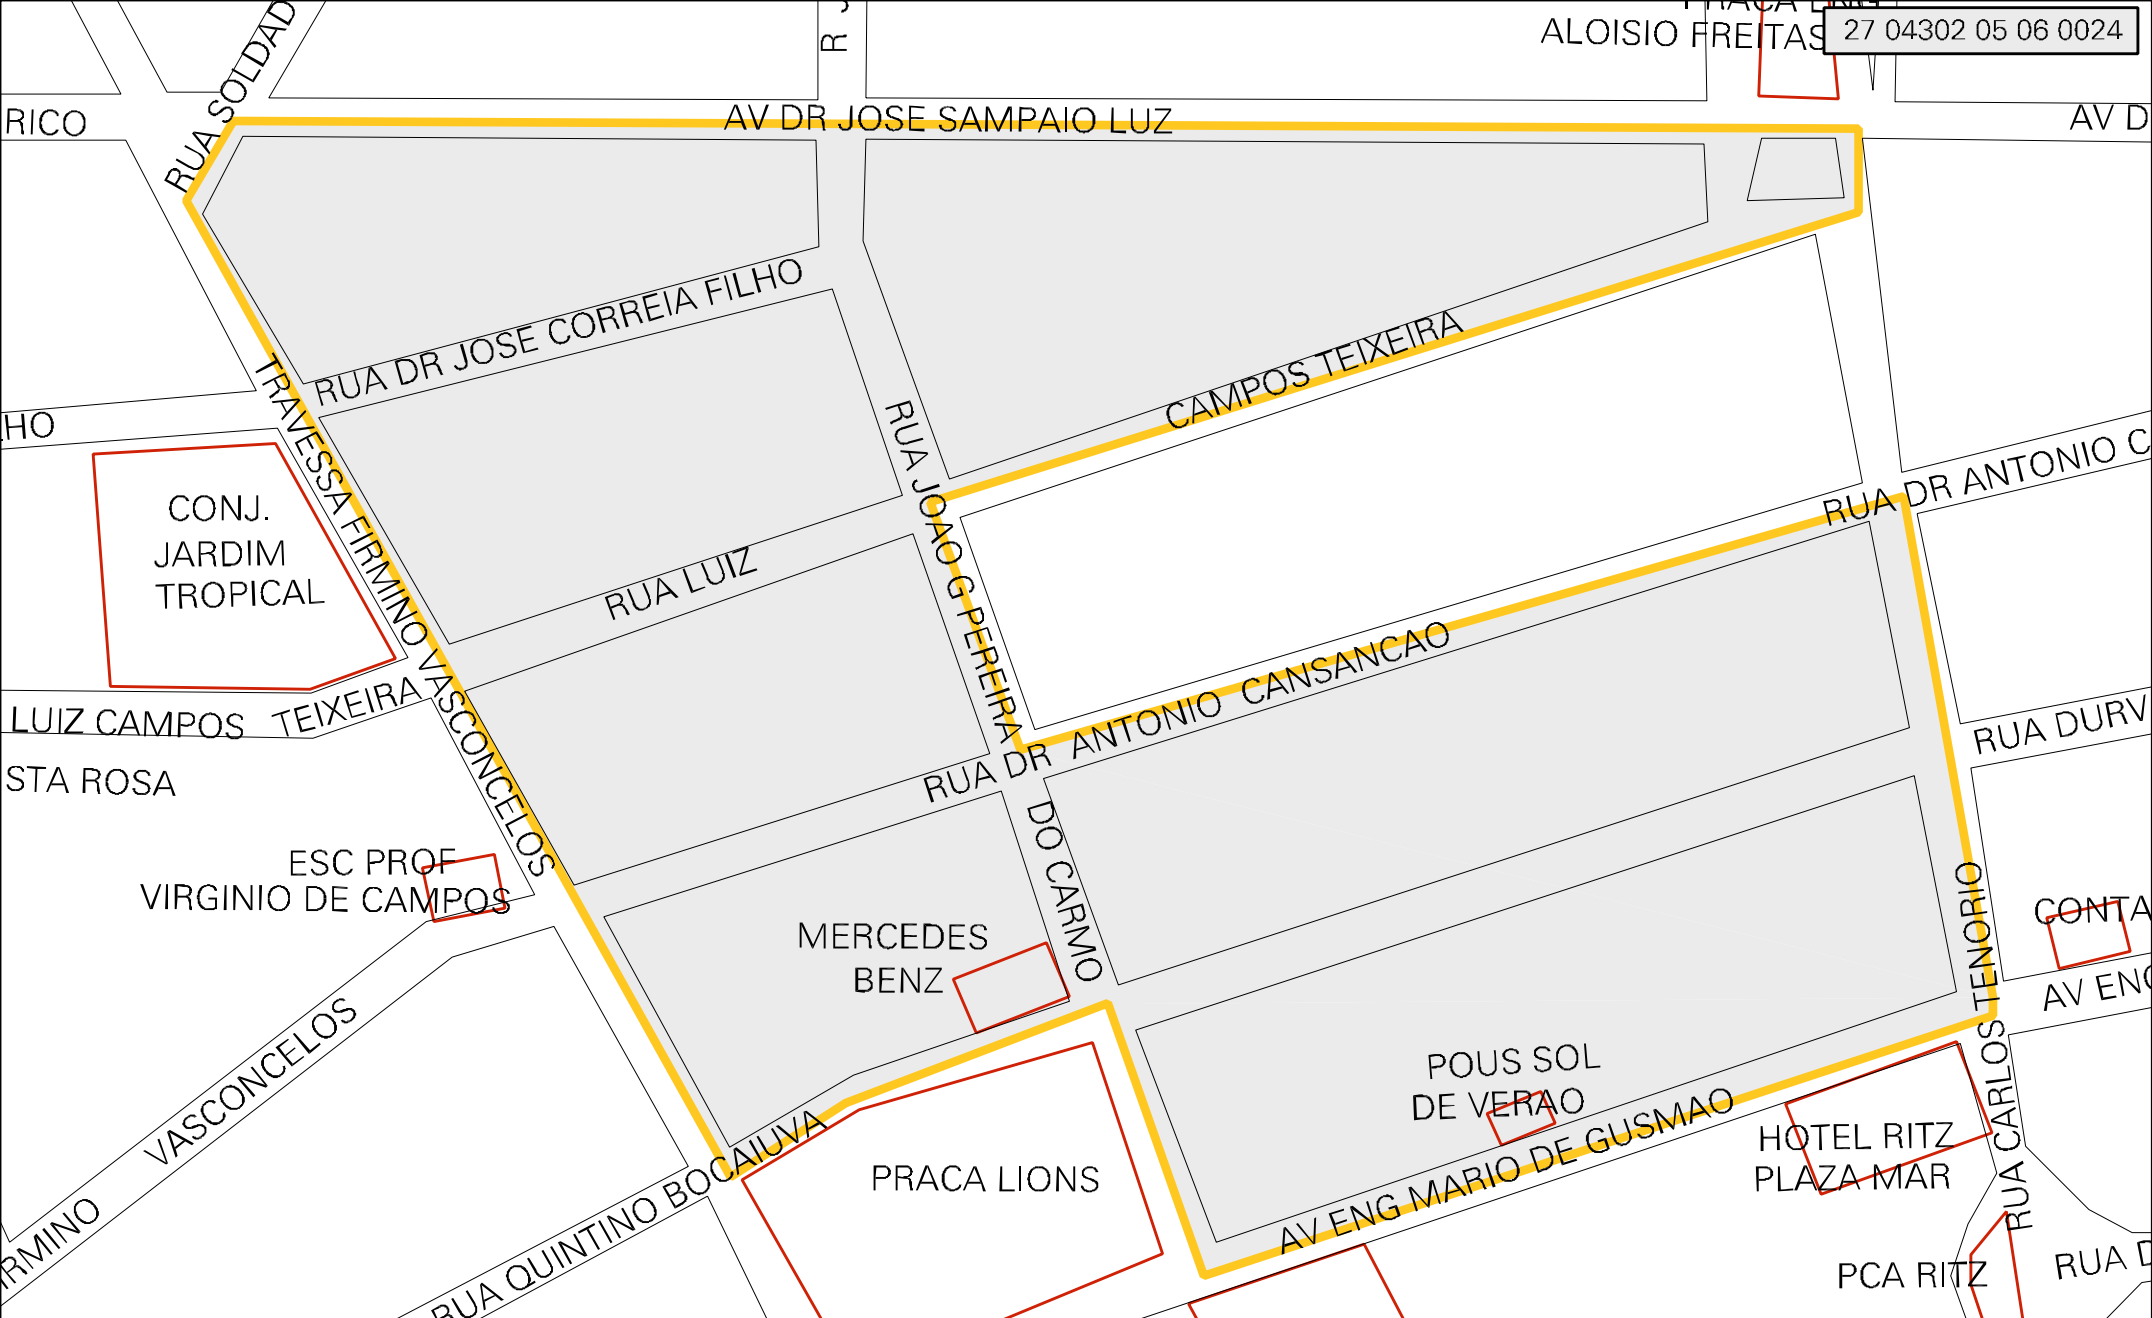 27 04302 05 06 0024
ALOISIO FREITAS
RUA SOLDAD
R J
RICO
AV DR JOSE SAMPAIO LUZ
AV D
RUA DR JOSE CORREIA FILHO
CAMPOS TEIXEIRA
LHO
TRAVESSA FIRMINO VASCONCELOS
RUA JOAO G PEREIRA
DO CARMO
RUA DR ANTONIO C
CONJ.
JARDIM
TROPICAL
RUA LUIZ
LUIZ CAMPOS TEIXEIRA
RUA DR ANTONIO CANSANCAO
RUA DURV
STA ROSA
ESC PROF
VIRGINIO DE CAMPOS
MERCEDES
BENZ
CONTA
AV ENG
RUA CARLOS TENORIO
VASCONCELOS
IRMINO
POUS SOL
DE VERAO
RUA QUINTINO BOCAIUVA
PRACA LIONS
AV ENG MARIO DE GUSMAO
HOTEL RITZ
PLAZA MAR
PCA RITZ
RUA D